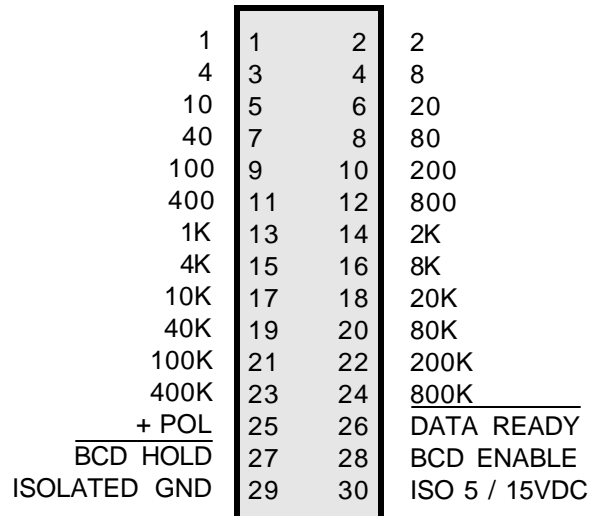 1 1 2 2
4 3 4 8
10 5 6 20
40 7 8 80
100 9 10 200
400 11 12 800
1K 13 14 2K
4K 15 16 8K
10K 17 18 20K
40K 19 20 80K
100K 21 22 200K
400K 23 24 800K
+ POL 25 26 DATA READY
BCD HOLD 27 28 BCD ENABLE
ISOLATED GND 29 30 ISO 5 / 15VDC